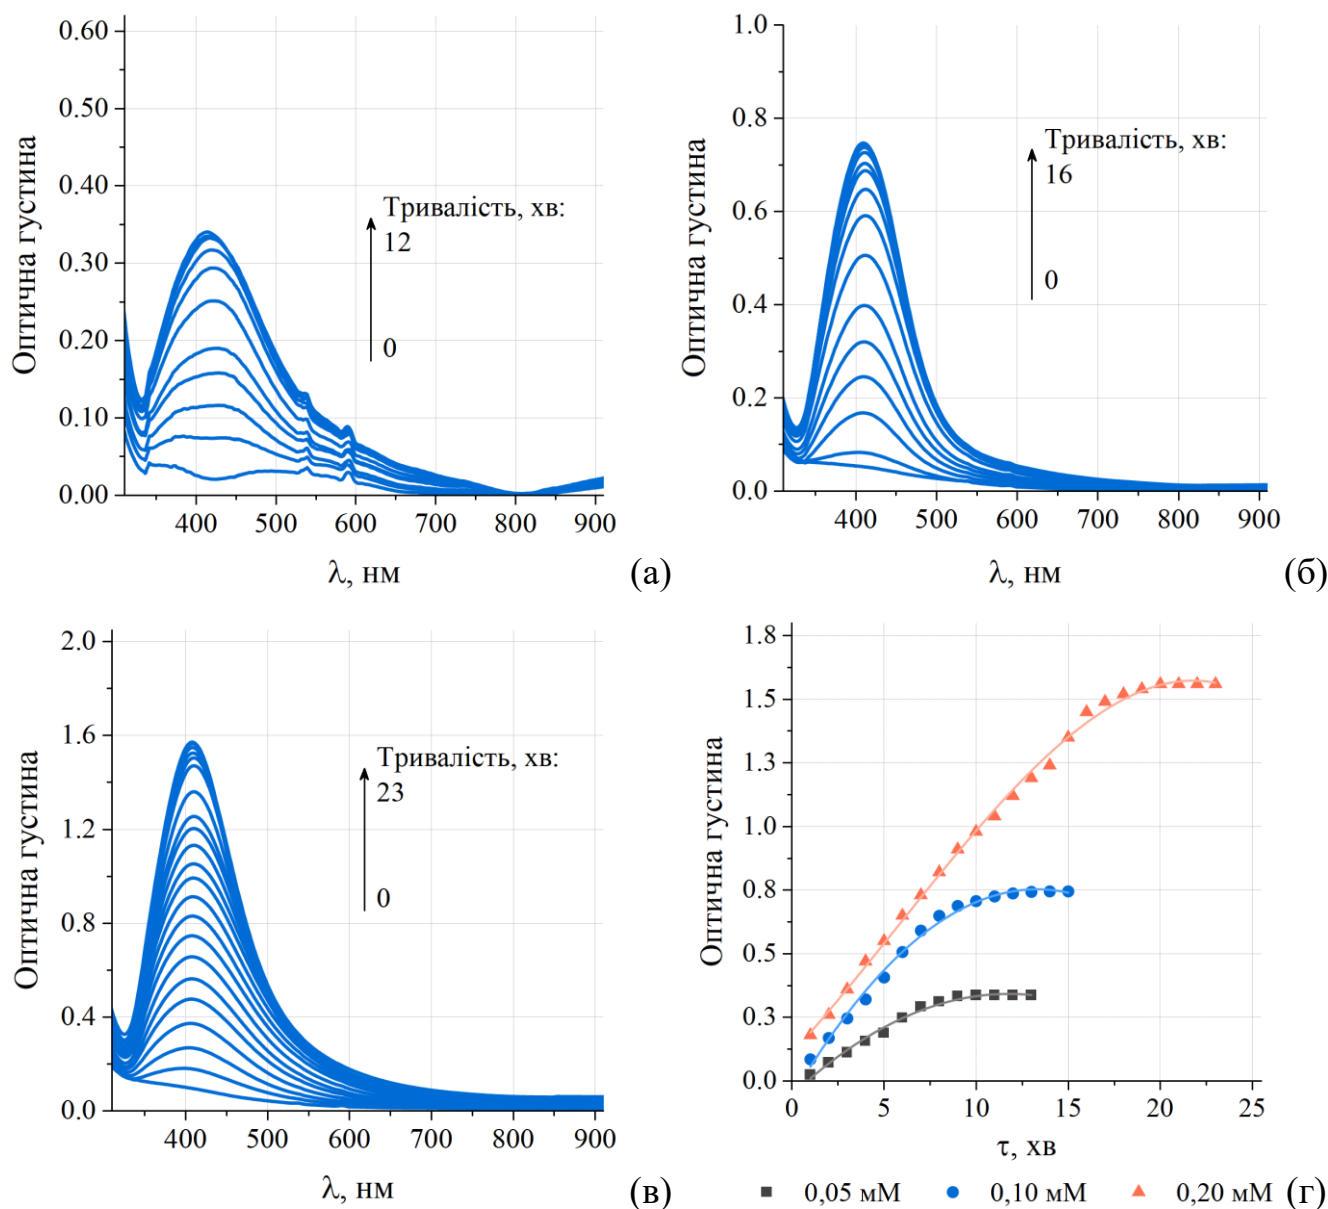 0.60
0.50
0.40
0.30
0.20
0.10
0.00
Оптична густина
Тривалість, хв:
12
0
400 500 600 700 800 900
λ, нм
(а)
1.0
0.8
0.6
0.4
0.2
0.0
Оптична густина
Тривалість, хв:
16
0
400 500 600 700 800 900
λ, нм
(б)
2.0
1.6
1.2
0.8
0.4
0.0
Оптична густина
Тривалість, хв:
23
0
400 500 600 700 800 900
λ, нм
(в)
1.8
1.5
1.3
1.0
0.8
0.5
0.3
0.0
Оптична густина
0 5 10 15 20 25
τ, хв
0,05 мМ 0,10 мМ 0,20 мМ
(г)